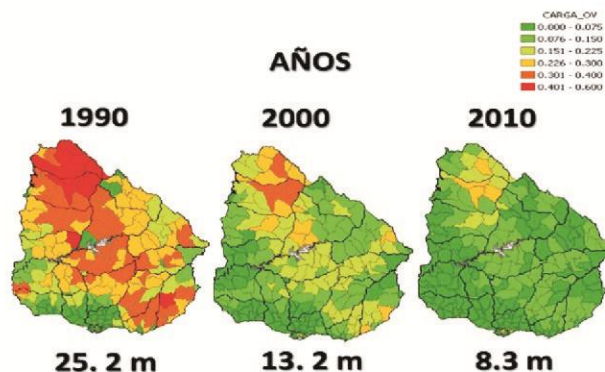 CARGA_OV
0.000 - 0.075
0.076 - 0.150
0.151 - 0.225
0.226 - 0.300
0.301 - 0.400
0.401 - 0.600
AÑOS
1990 2000 2010
25. 2 m 13. 2 m 8.3 m